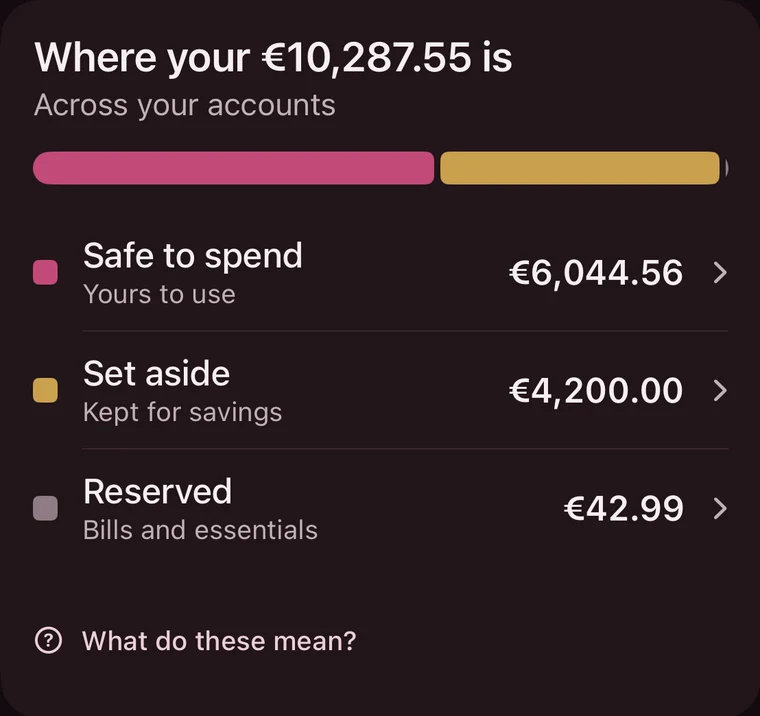 Where your €10,287.55 is
Across your accounts
Safe to spend
Yours to use
€6,044.56
Set aside
Kept for savings
€4,200.00
Reserved
Bills and essentials
€42.99
What do these mean?